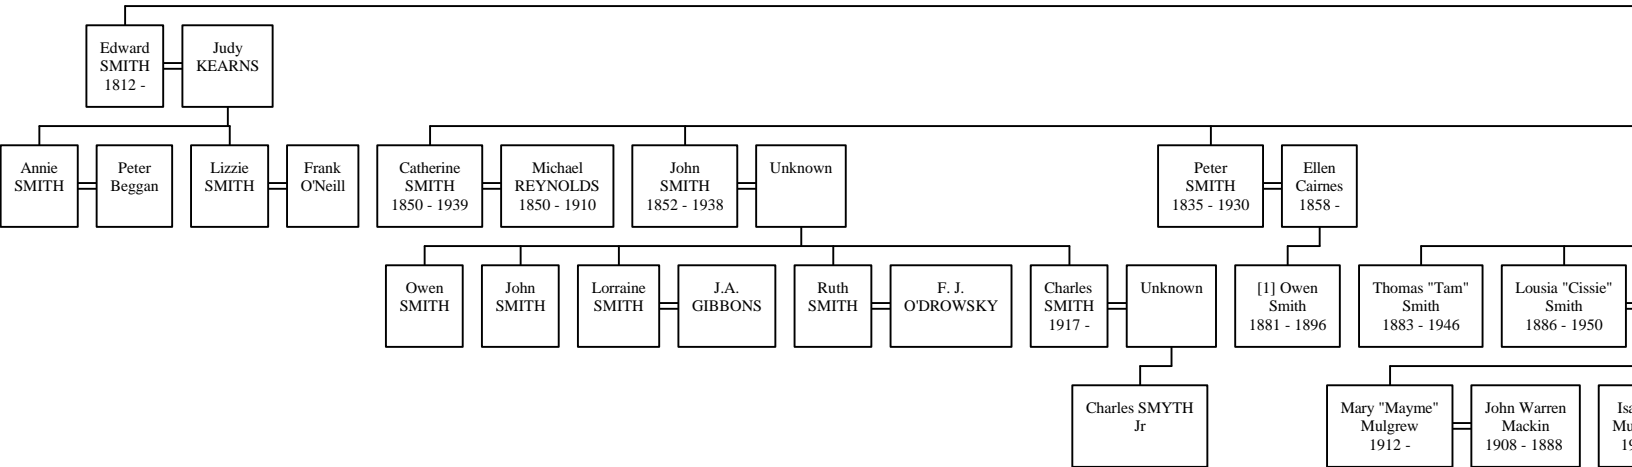 Edward
SMITH
1812 -
Judy
KEARNS
Annie
SMITH
Peter
Beggan
Lizzie
SMITH
Frank
O'Neill
Catherine
SMITH
1850 - 1939
Michael
REYNOLDS
1850 - 1910
John
SMITH
1852 - 1938
Unknown
Peter
SMITH
1835 - 1930
Ellen
Cairnes
1858 -
Owen
SMITH
John
SMITH
Lorraine
SMITH
J.A.
GIBBONS
Ruth
SMITH
F. J.
O'DROWSKY
Charles
SMITH
1917 -
Unknown
[1] Owen
Smith
1881 - 1896
Thomas "Tam"
Smith
1883 - 1946
Lousia "Cissie"
Smith
1886 - 1950
Charles SMYTH
Jr
Mary "Mayme"
Mulgrew
1912 -
John Warren
Mackin
1908 - 1888